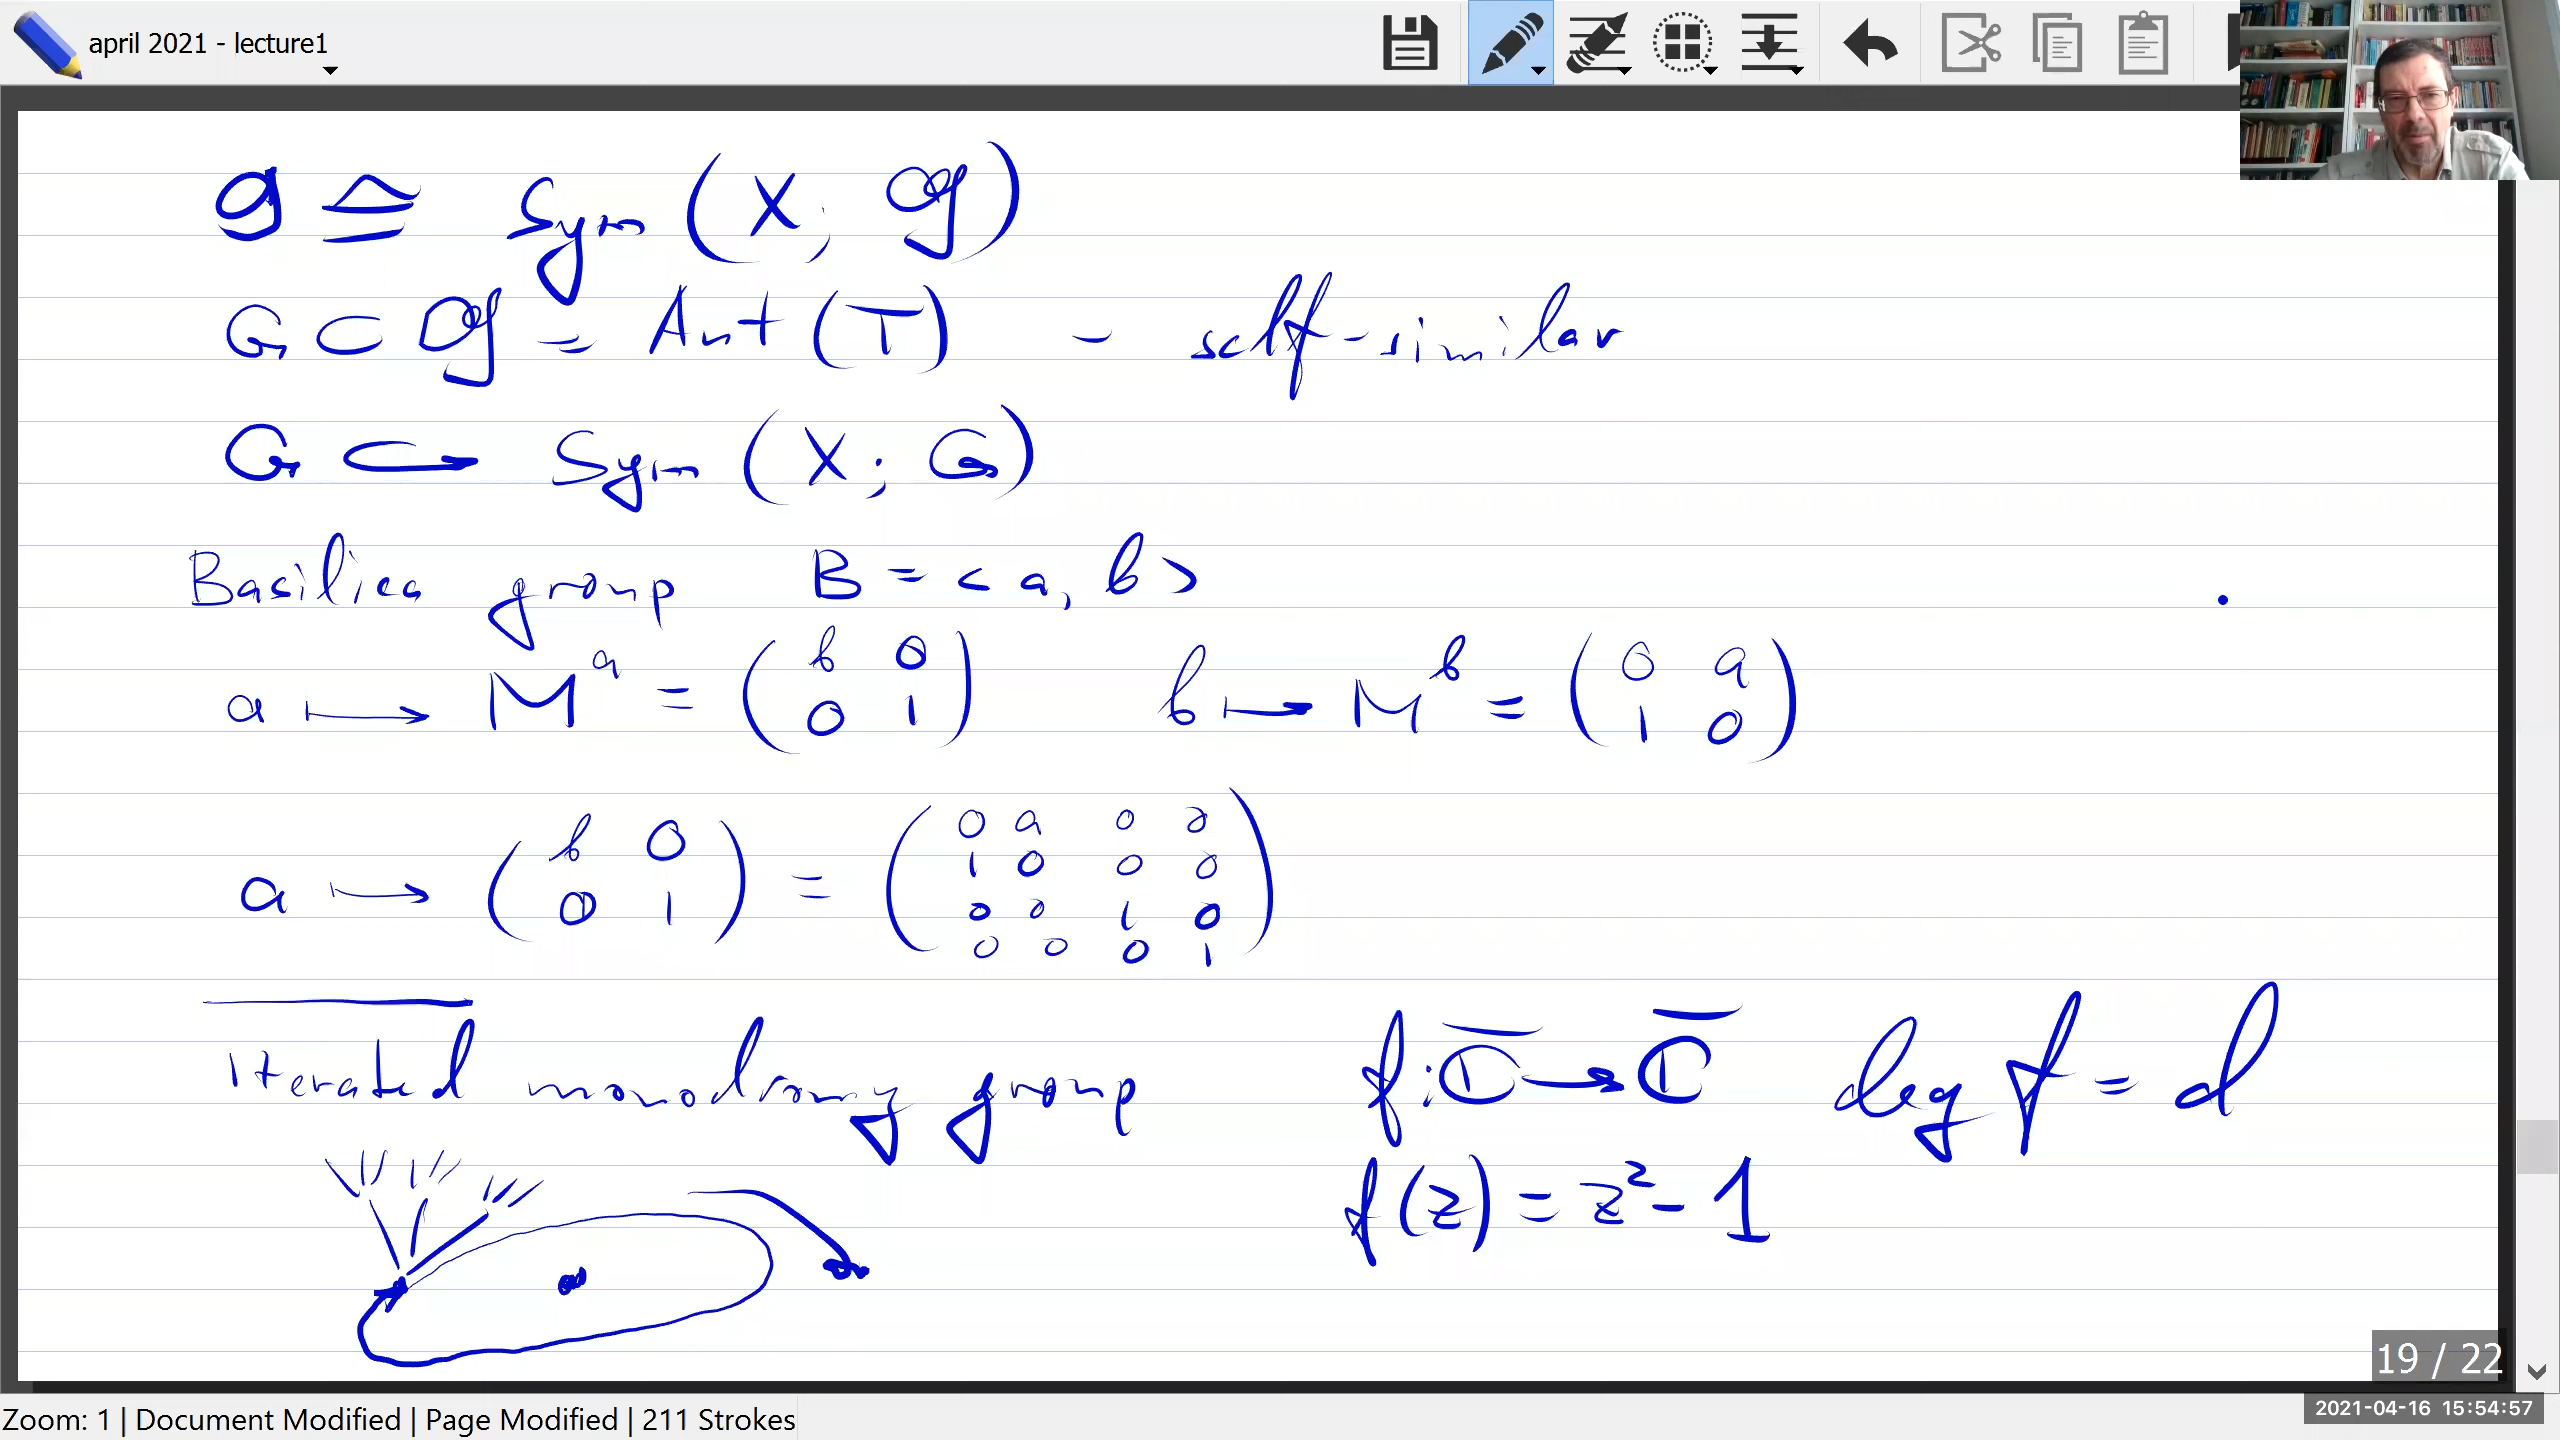 april 2021 - lecture1
𝔊 ≅ Sym (X; 𝔊)
G ⊂ 𝔊 = Aut (T) - self-similar
G ↪ Sym (X; G)
Basilica group B = < a, b >
a ⟼ M^a = ( b 0 ; 0 1 ) b ⟼ M^b = ( 0 a ; 1 0 )
a ⟼ ( b 0 ; 0 1 ) = ( 0 a 0 0 ; 1 0 0 0 ; 0 0 1 0 ; 0 0 0 1 )
Iterated monodromy group f: ℂ̅ → ℂ̅ deg f = d
f(z) = z² - 1
19 / 22
2021-04-16 15:54:57
Zoom: 1 | Document Modified | Page Modified | 211 Strokes